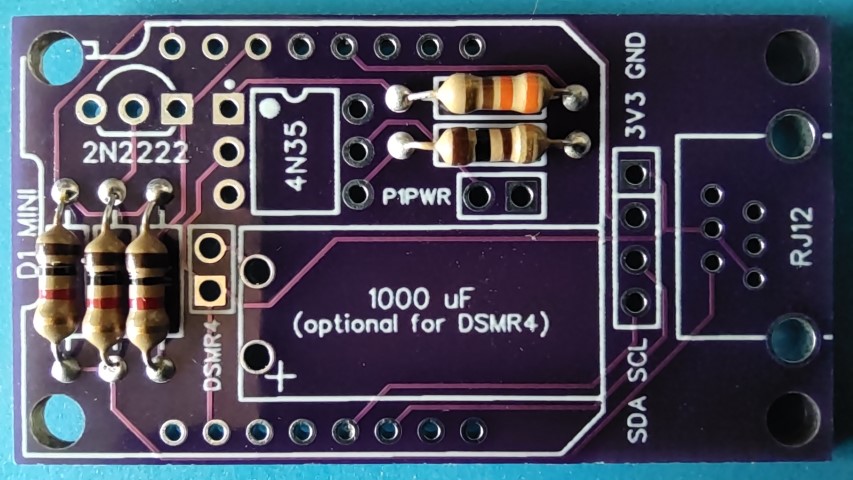 2N2222
4N35
3V3 GND
P1PWR
D1 MINI
RJ12
1000 uF
(optional for DSMR4)
+
DSMR4
SDA SCL